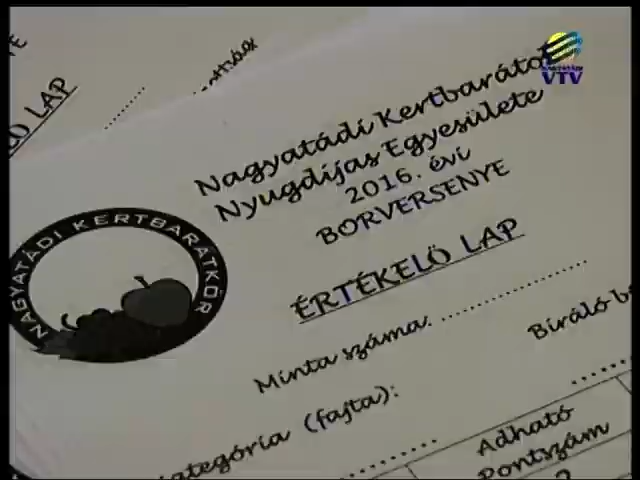 Ő LAP
Nagyatádi Kertbarátok
Nyugdíjas Egyesülete
2016. évi
BORVERSENYE
ÉRTÉKELŐ LAP
Minta száma:
Bíráló
kategória (fajta):
Adható
Pontszám
NAGYATÁDI KERTBARÁTKÖR
VTV